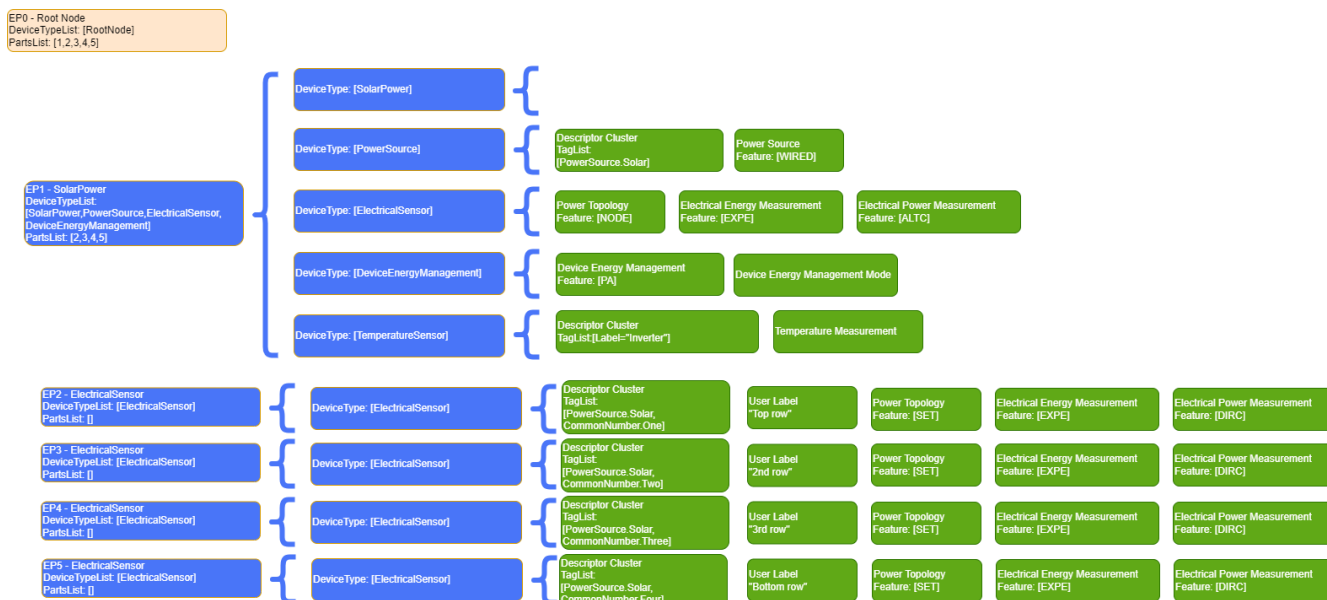 EP0 - Root Node
DeviceTypeList: [RootNode]
PartsList: [1,2,3,4,5]
EP1 - SolarPower
DeviceTypeList:
[SolarPower,PowerSource,ElectricalSensor,
DeviceEnergyManagement]
PartsList: [2,3,4,5]
DeviceType: [SolarPower]
DeviceType: [PowerSource]
Descriptor Cluster
TagList:
[PowerSource.Solar]
Power Source
Feature: [WIRED]
DeviceType: [ElectricalSensor]
Power Topology
Feature: [NODE]
Electrical Energy Measurement
Feature: [EXPE]
Electrical Power Measurement
Feature: [ALTC]
DeviceType: [DeviceEnergyManagement]
Device Energy Management
Feature: [PA]
Device Energy Management Mode
DeviceType: [TemperatureSensor]
Descriptor Cluster
TagList:[Label="Inverter"]
Temperature Measurement
EP2 - ElectricalSensor
DeviceTypeList: [ElectricalSensor]
PartsList: []
DeviceType: [ElectricalSensor]
Descriptor Cluster
TagList:
[PowerSource.Solar,
CommonNumber.One]
User Label
"Top row"
Power Topology
Feature: [SET]
Electrical Energy Measurement
Feature: [EXPE]
Electrical Power Measurement
Feature: [DIRC]
EP3 - ElectricalSensor
DeviceTypeList: [ElectricalSensor]
PartsList: []
DeviceType: [ElectricalSensor]
Descriptor Cluster
TagList:
[PowerSource.Solar,
CommonNumber.Two]
User Label
"2nd row"
Power Topology
Feature: [SET]
Electrical Energy Measurement
Feature: [EXPE]
Electrical Power Measurement
Feature: [DIRC]
EP4 - ElectricalSensor
DeviceTypeList: [ElectricalSensor]
PartsList: []
DeviceType: [ElectricalSensor]
Descriptor Cluster
TagList:
[PowerSource.Solar,
CommonNumber.Three]
User Label
"3rd row"
Power Topology
Feature: [SET]
Electrical Energy Measurement
Feature: [EXPE]
Electrical Power Measurement
Feature: [DIRC]
EP5 - ElectricalSensor
DeviceTypeList: [ElectricalSensor]
PartsList: []
DeviceType: [ElectricalSensor]
Descriptor Cluster
TagList:
[PowerSource.Solar,
CommonNumber.Four]
User Label
"Bottom row"
Power Topology
Feature: [SET]
Electrical Energy Measurement
Feature: [EXPE]
Electrical Power Measurement
Feature: [DIRC]